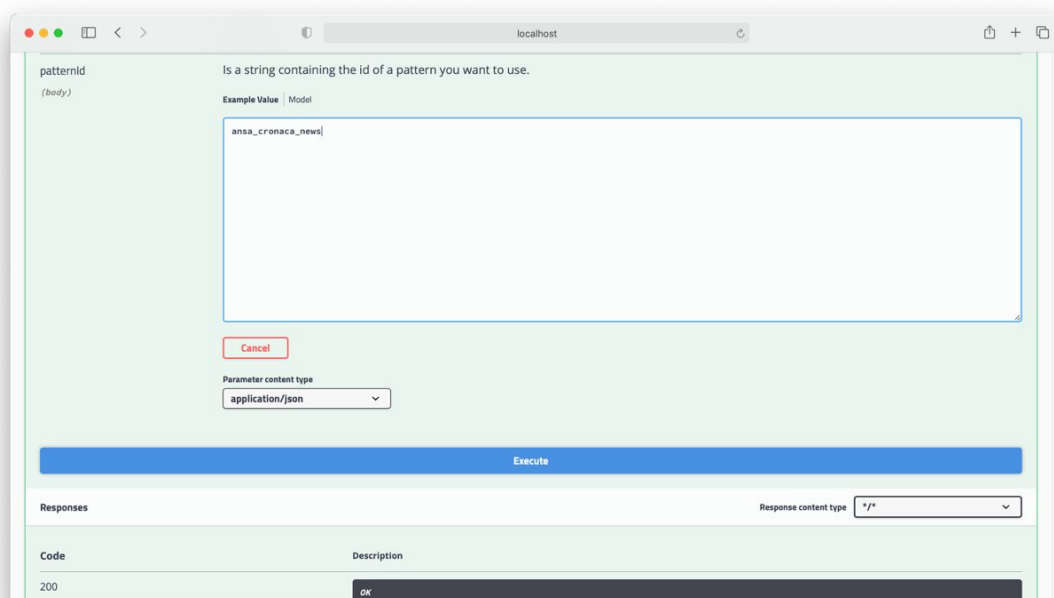 localhost
patternId
Is a string containing the id of a pattern you want to use.
(body)
Example Value | Model
ansa_cronaca_news
Cancel
Parameter content type
application/json
Execute
Responses
Response content type */*
Code Description
200 OK